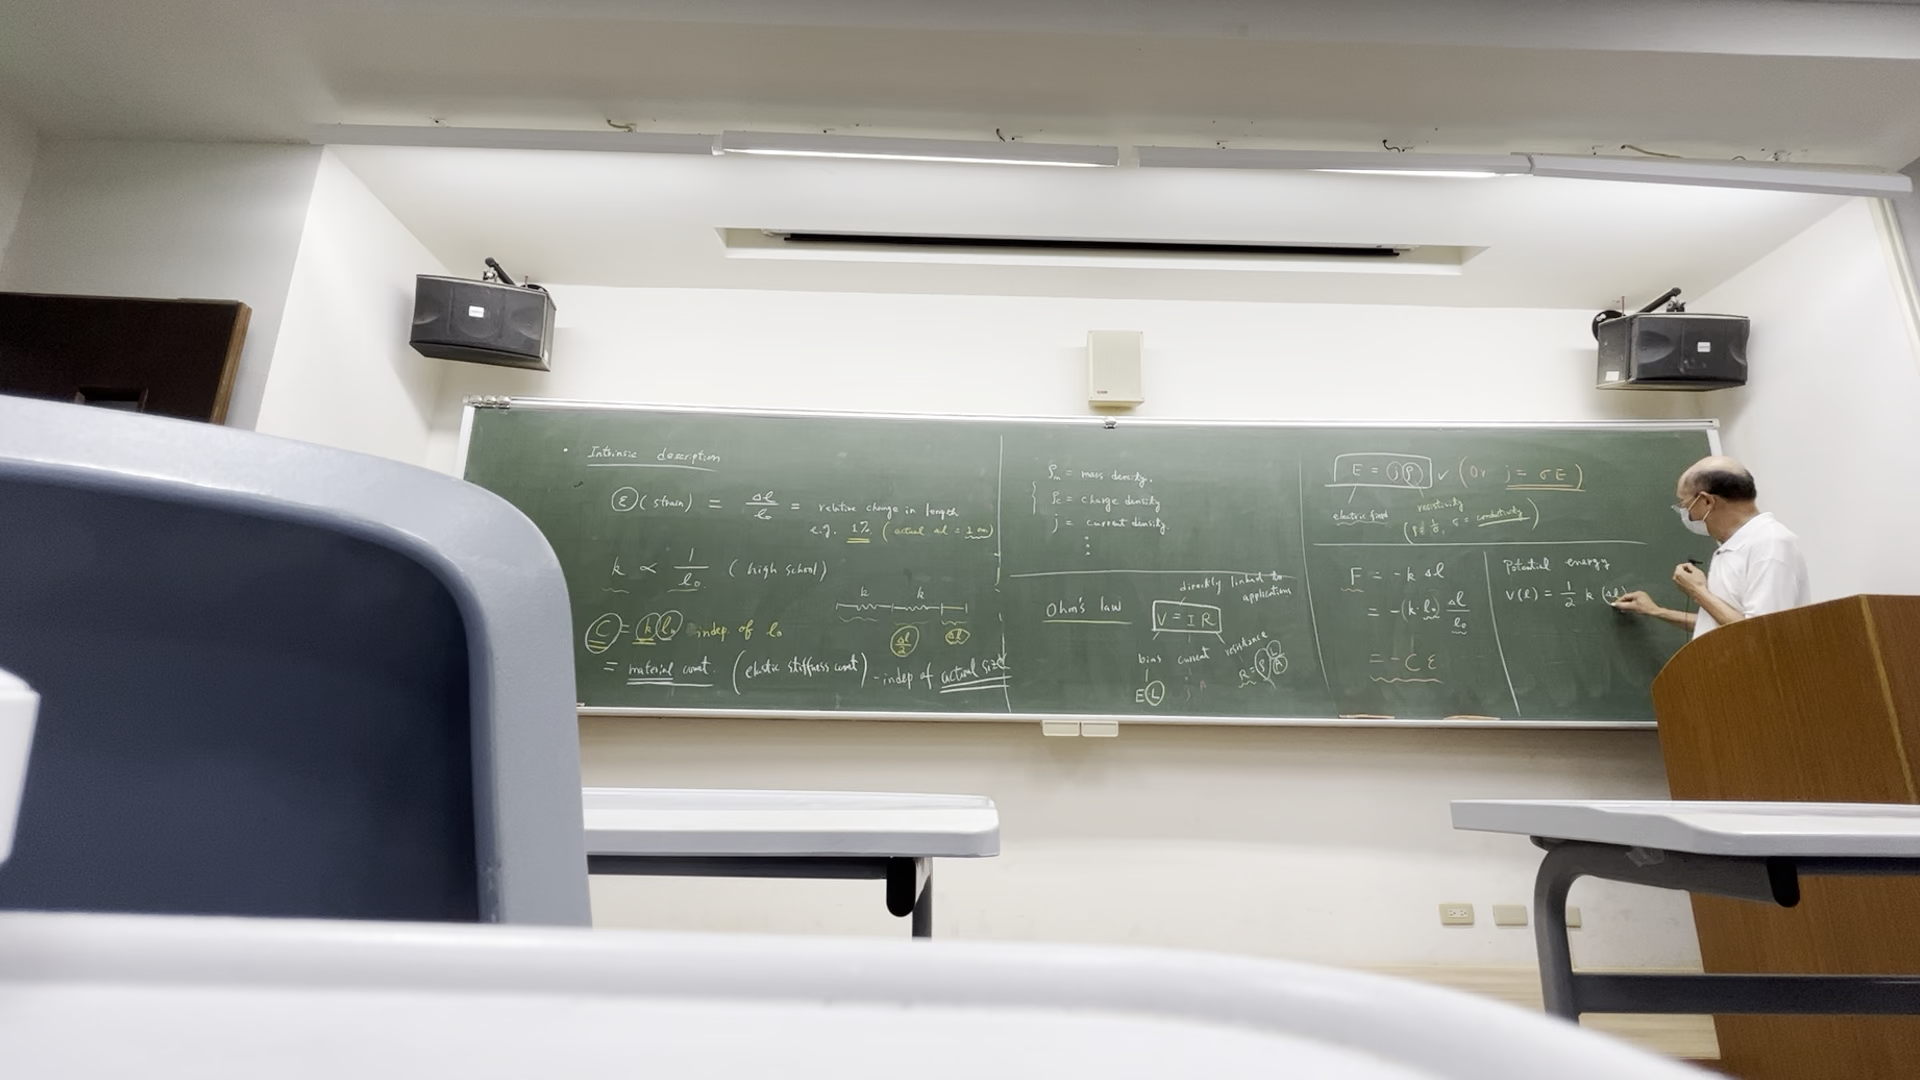 • Intrinsic description
ε (strain) = Δl / l₀ = relative change in length
e.g. 1% (actual Δl = 1 cm)
k ∝ 1 / l₀ (high school)
k k
Δl/2 Δl
C = k l₀ indep. of l₀
= material const. (elastic stiffness const) - indep of actual size
ρm = mass density.
ρc = charge density
j = current density.
Ohm's law
V = I R
directly linked to
applications
bias current resistance
E L
j A
R = ρ L / A
E = j ρ ✓ (Or j = σE)
electric field resistivity
F = -k Δl
= -(k·l₀) Δl / l₀
= -C ε
Potential energy
V(l) = 1/2 k (Δl)